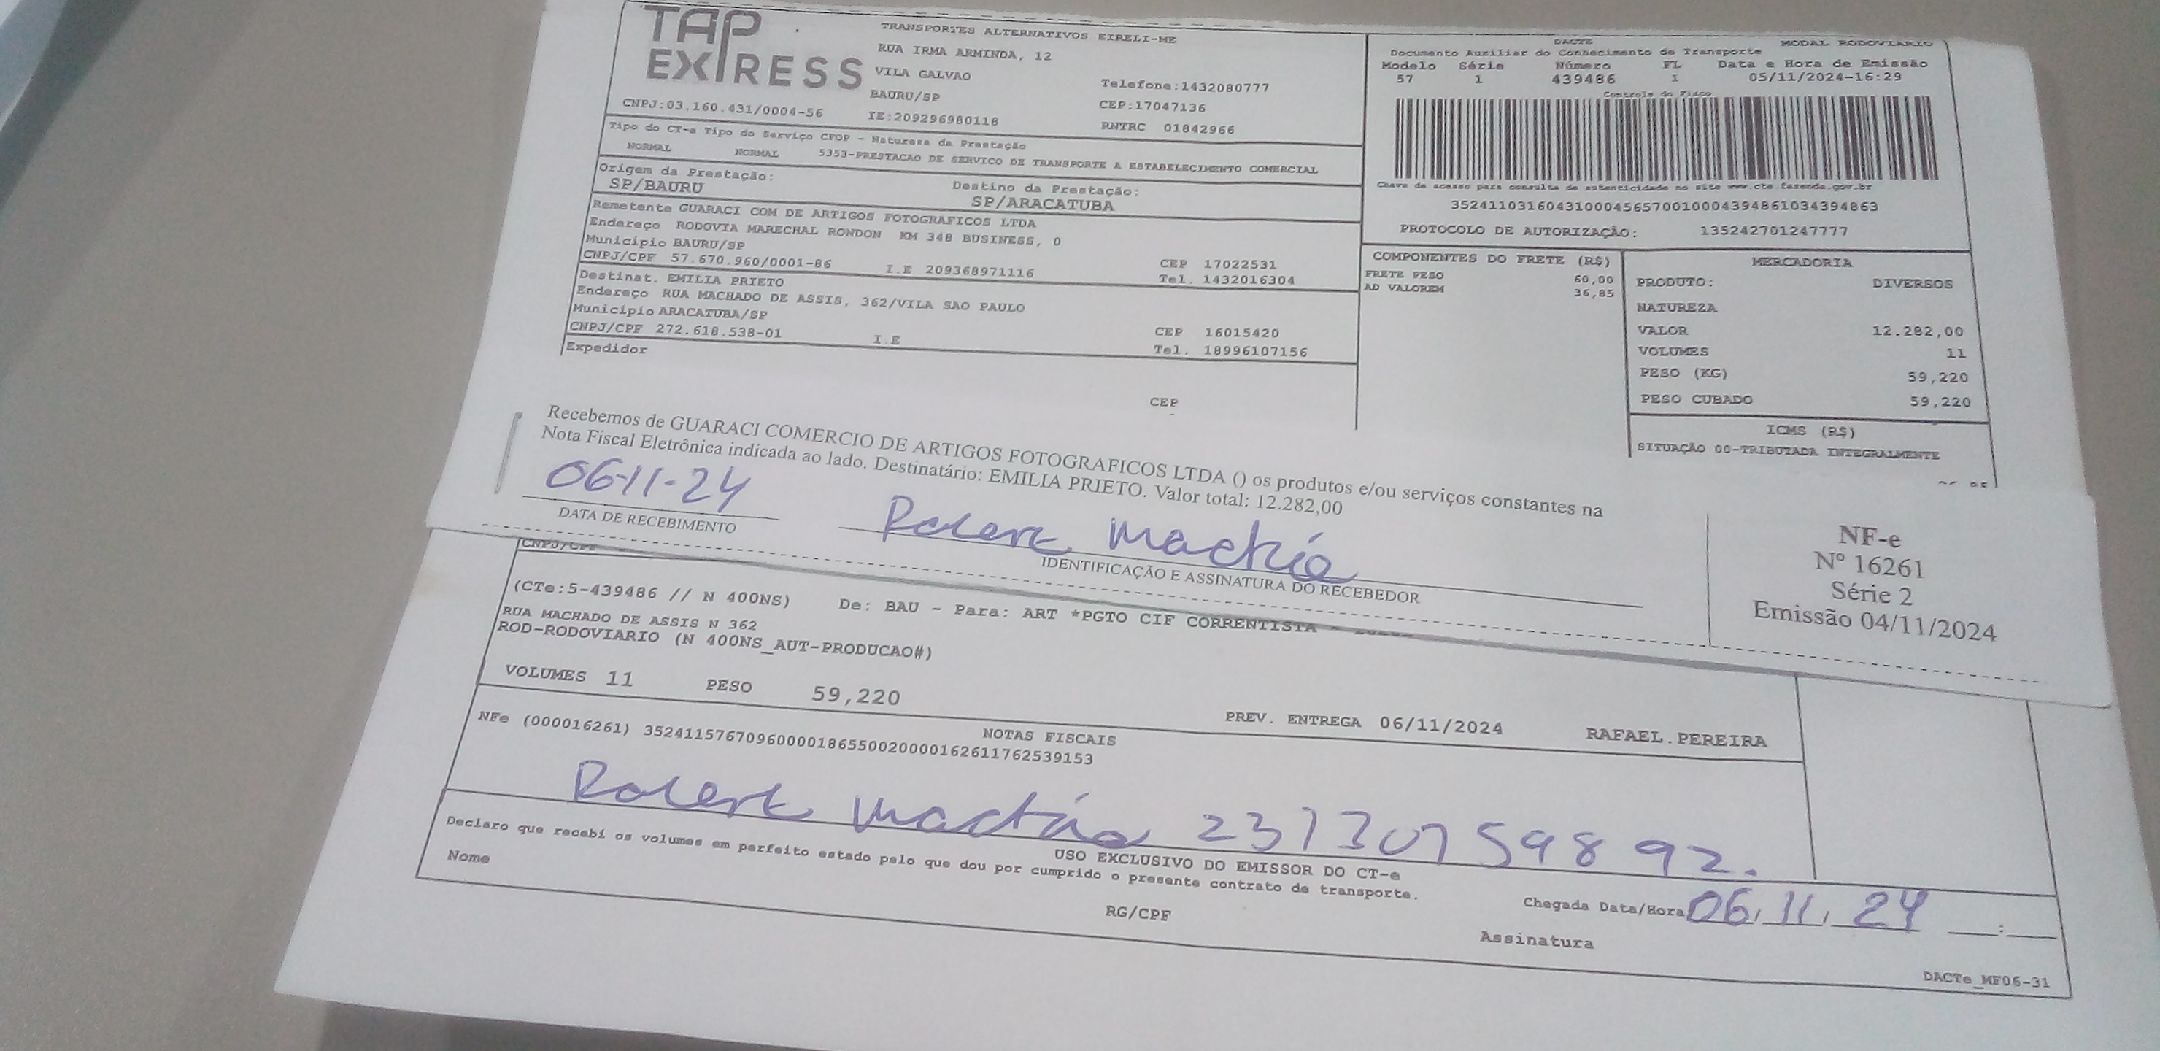 TAP EXPRESS
TRANSPORTES ALTERNATIVOS EIRELI-ME
RUA IRMA ARMINDA, 12
VILA GALVAO
BAURU/SP
Telefone:1432080777
CEP:17047136
CNPJ:03.160.431/0004-56
IE:209296980118
RNTRC 01842966
Tipo do CT-e Tipo do Serviço CFOP - Natureza da Prestação
NORMAL NORMAL 5353-PRESTACAO DE SERVICO DE TRANSPORTE A ESTABELECIMENTO COMERCIAL
Origem da Prestação:
SP/BAURU
Destino da Prestação:
SP/ARACATUBA
Remetente GUARACI COM DE ARTIGOS FOTOGRAFICOS LTDA
Endereço RODOVIA MARECHAL RONDON KM 348 BUSINESS, 0
Município BAURU/SP
CEP 17022531
CNPJ/CPF 57.670.960/0001-86 I.E 209368971116 Tel. 1432016304
Destinat. EMILIA PRIETO
Endereço RUA MACHADO DE ASSIS, 362/VILA SAO PAULO
Município ARACATUBA/SP
CEP 16015420
CNPJ/CPF 272.618.538-01 I.E Tel. 18996107156
Expedidor
CEP
DACTE MODAL RODOVIARIO
Documento Auxiliar do Conhecimento de Transporte
Modelo Série Número FL Data e Hora de Emissão
57 1 439486 1 05/11/2024-16:29
Controle do Fisco
Chave de acesso para consulta de autenticidade no site www.cte.fazenda.gov.br
35241103160431000456570010004394861034394863
PROTOCOLO DE AUTORIZAÇÃO: 135242701247777
COMPONENTES DO FRETE (R$)
FRETE PESO 60,00
AD VALOREM 36,85
MERCADORIA
PRODUTO: DIVERSOS
NATUREZA
VALOR 12.282,00
VOLUMES 11
PESO (KG) 59,220
PESO CUBADO 59,220
ICMS (R$)
SITUAÇÃO 00-TRIBUTADA INTEGRALMENTE
Recebemos de GUARACI COMERCIO DE ARTIGOS FOTOGRAFICOS LTDA () os produtos e/ou serviços constantes na
Nota Fiscal Eletrônica indicada ao lado. Destinatário: EMILIA PRIETO. Valor total: 12.282,00
06-11-24
DATA DE RECEBIMENTO
IDENTIFICAÇÃO E ASSINATURA DO RECEBEDOR
NF-e
Nº 16261
Série 2
Emissão 04/11/2024
CNPJ/CPF
(CTe:5-439486 // N 400NS) De: BAU - Para: ART *PGTO CIF CORRENTISTA -
RUA MACHADO DE ASSIS N 362
ROD-RODOVIARIO (N 400NS_AUT-PRODUCAO#)
VOLUMES 11 PESO 59,220
PREV. ENTREGA 06/11/2024 RAFAEL.PEREIRA
NOTAS FISCAIS
NFe (000016261) 35241157670960000186550020000162611762539153
23730759892.
USO EXCLUSIVO DO EMISSOR DO CT-e
Declaro que recebi os volumes em perfeito estado pelo que dou por cumprido o presente contrato de transporte.
Nome
RG/CPF
Chegada Data/Hora 06/11/24 __:__
Assinatura
DACTe_MF06-31